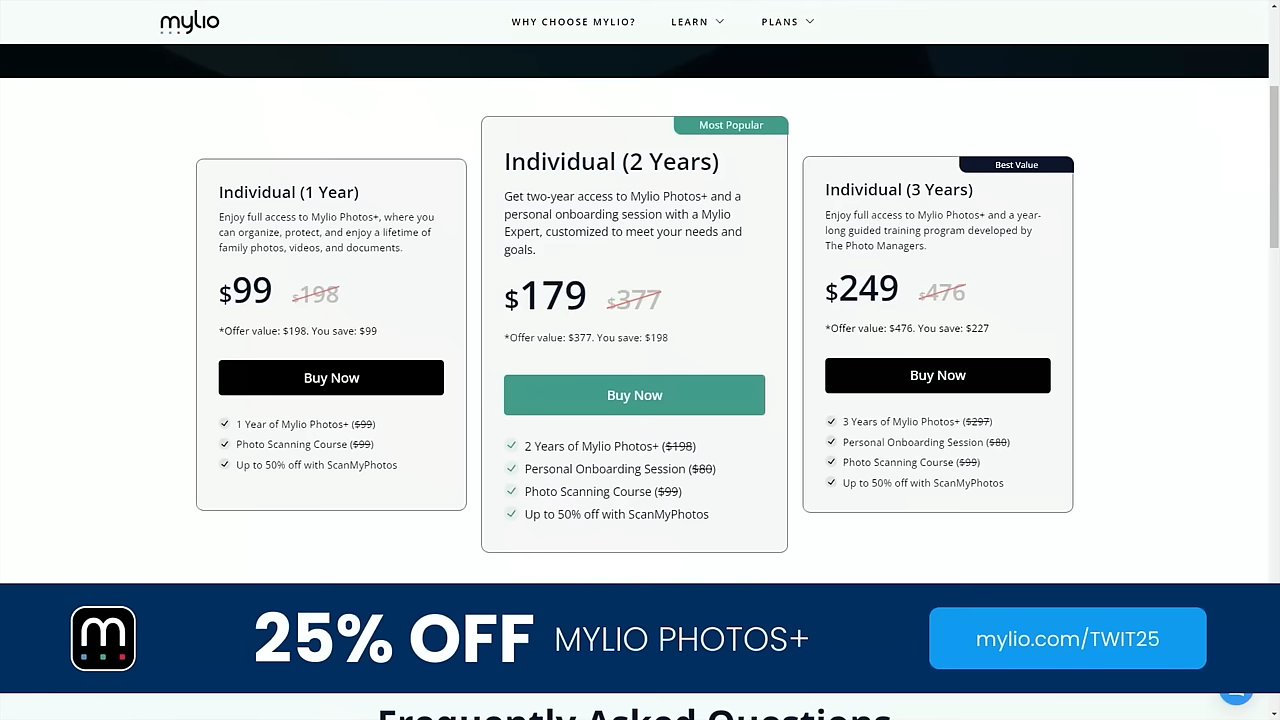 mylio
WHY CHOOSE MYLIO?
LEARN
PLANS
Individual (1 Year)
Enjoy full access to Mylio Photos+, where you
can organize, protect, and enjoy a lifetime of
family photos, videos, and documents.
$99 $198
*Offer value: $198. You save: $99
Buy Now
1 Year of Mylio Photos+ ($99)
Photo Scanning Course ($99)
Up to 50% off with ScanMyPhotos
Most Popular
Individual (2 Years)
Get two-year access to Mylio Photos+ and a
personal onboarding session with a Mylio
Expert, customized to meet your needs and
goals.
$179 $377
*Offer value: $377. You save: $198
Buy Now
2 Years of Mylio Photos+ ($198)
Personal Onboarding Session ($80)
Photo Scanning Course ($99)
Up to 50% off with ScanMyPhotos
Best Value
Individual (3 Years)
Enjoy full access to Mylio Photos+ and a year-
long guided training program developed by
The Photo Managers.
$249 $476
*Offer value: $476. You save: $227
Buy Now
3 Years of Mylio Photos+ ($297)
Personal Onboarding Session ($80)
Photo Scanning Course ($99)
Up to 50% off with ScanMyPhotos
m
25% OFF MYLIO PHOTOS+
mylio.com/TWIT25
Frequently Asked Questions